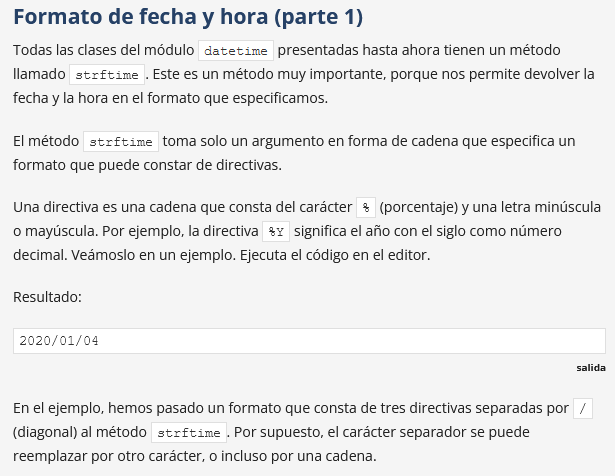 Formato de fecha y hora (parte 1)
Todas las clases del módulo datetime presentadas hasta ahora tienen un método
llamado strftime. Este es un método muy importante, porque nos permite devolver la
fecha y la hora en el formato que especificamos.
El método strftime toma solo un argumento en forma de cadena que especifica un
formato que puede constar de directivas.
Una directiva es una cadena que consta del carácter % (porcentaje) y una letra minúscula
o mayúscula. Por ejemplo, la directiva %Y significa el año con el siglo como número
decimal. Veámoslo en un ejemplo. Ejecuta el código en el editor.
Resultado:
2020/01/04
salida
En el ejemplo, hemos pasado un formato que consta de tres directivas separadas por /
(diagonal) al método strftime. Por supuesto, el carácter separador se puede
reemplazar por otro carácter, o incluso por una cadena.